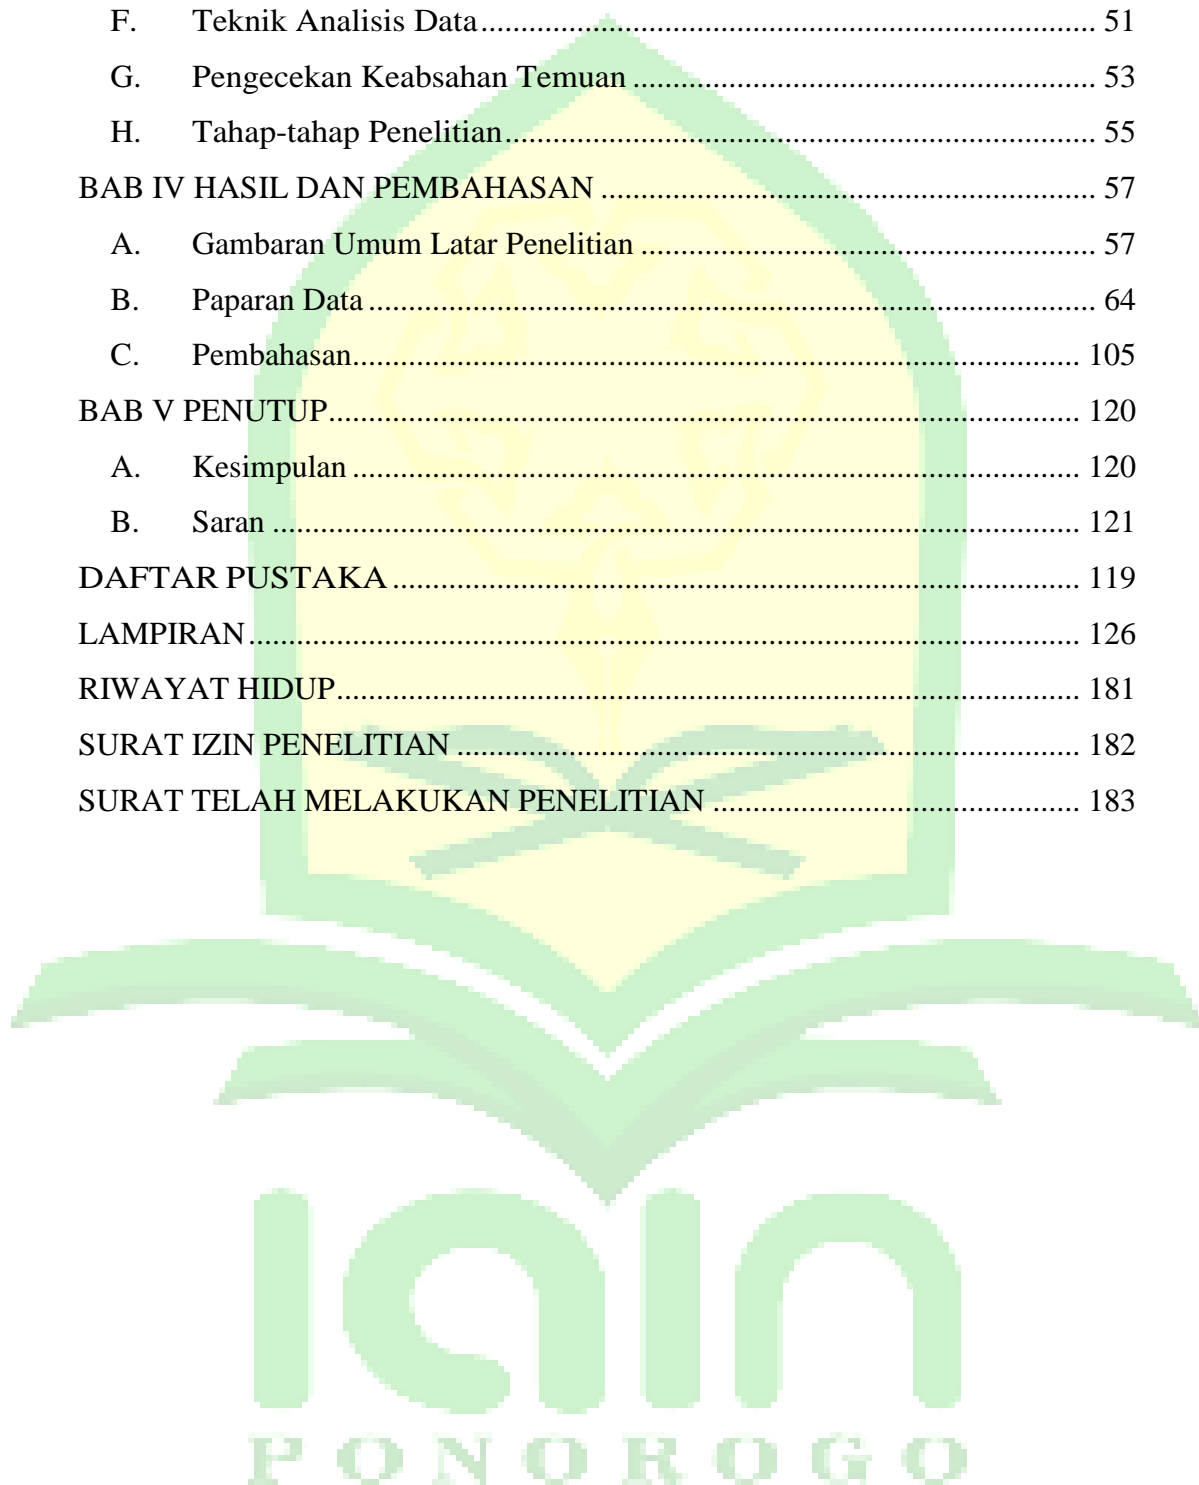 F. Teknik Analisis Data.............................................................................. 51
G. Pengecekan Keabsahan Temuan .......................................................... 53
H. Tahap-tahap Penelitian........................................................................... 55
BAB IV HASIL DAN PEMBAHASAN .............................................................. 57
A. Gambaran Umum Latar Penelitian ......................................................... 57
B. Paparan Data ............................................................................................ 64
C. Pembahasan............................................................................................ 105
BAB V PENUTUP.............................................................................................. 120
A. Kesimpulan ............................................................................................ 120
B. Saran ...................................................................................................... 121
DAFTAR PUSTAKA ........................................................................................ 119
LAMPIRAN........................................................................................................ 126
RIWAYAT HIDUP.............................................................................................. 181
SURAT IZIN PENELITIAN .............................................................................. 182
SURAT TELAH MELAKUKAN PENELITIAN .............................................. 183
iain
PONOROGO